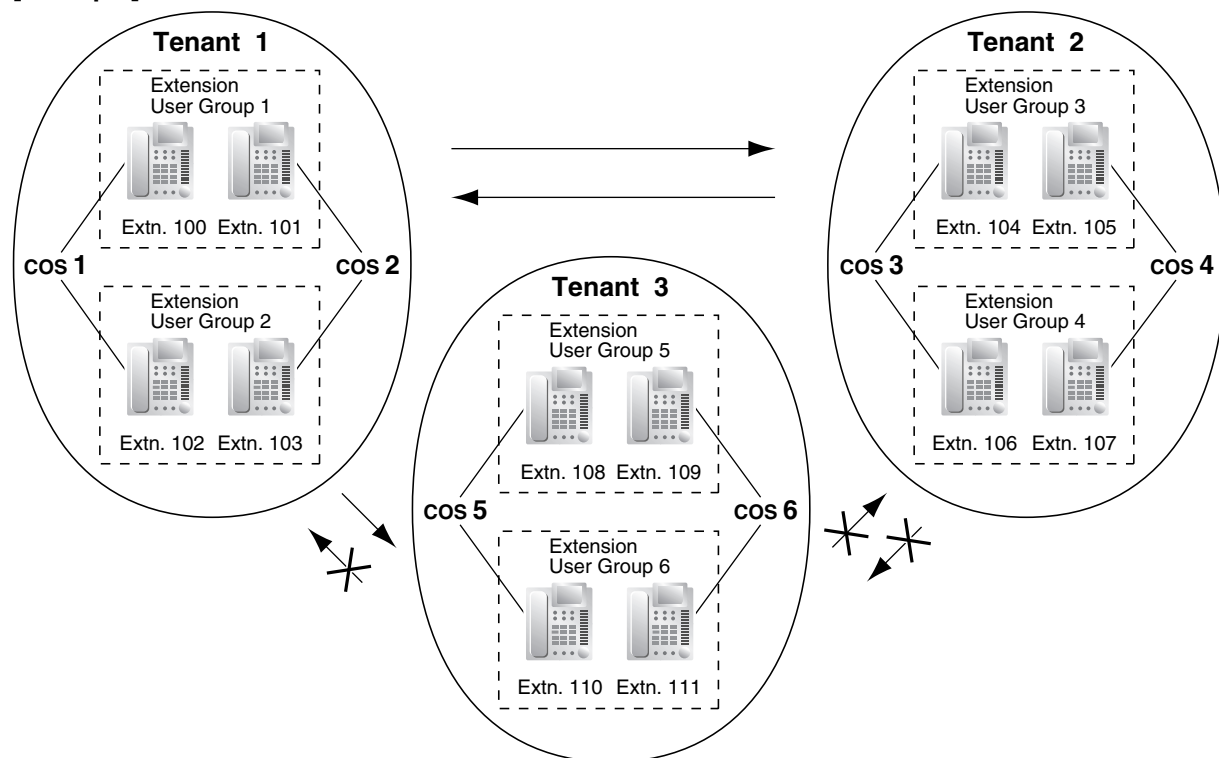 Tenant 1
Extension
User Group 1
Extn. 100 Extn. 101
COS 1
COS 2
Extension
User Group 2
Extn. 102 Extn. 103
Tenant 2
Extension
User Group 3
Extn. 104 Extn. 105
COS 3
COS 4
Extension
User Group 4
Extn. 106 Extn. 107
Tenant 3
Extension
User Group 5
Extn. 108 Extn. 109
COS 5
COS 6
Extension
User Group 6
Extn. 110 Extn. 111